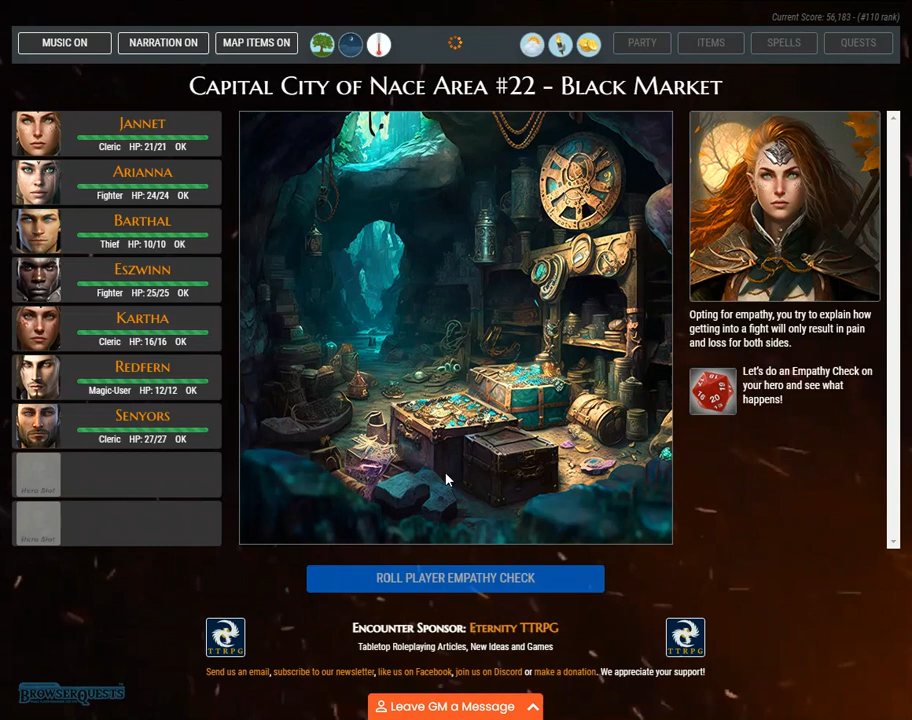 Current Score: 56,183 - (#110 rank)
MUSIC ON
NARRATION ON
MAP ITEMS ON
PARTY
ITEMS
SPELLS
QUESTS
Capital City of Nace Area #22 - Black Market
Jannet
Cleric HP: 21/21 OK
Arianna
Fighter HP: 24/24 OK
Barthal
Thief HP: 10/10 OK
Eszwinn
Fighter HP: 25/25 OK
Kartha
Cleric HP: 16/16 OK
Redfern
Magic-User HP: 12/12 OK
Senyors
Cleric HP: 27/27 OK
Hero Slot
Hero Slot
Opting for empathy, you try to explain how
getting into a fight will only result in pain
and loss for both sides.
Let's do an Empathy Check on
your hero and see what
happens!
ROLL PLAYER EMPATHY CHECK
TTRPG
Encounter Sponsor: Eternity TTRPG
Tabletop Roleplaying Articles, New Ideas and Games
TTRPG
Send us an email, subscribe to our newsletter, like us on Facebook, join us on Discord or make a donation. We appreciate your support!
BrowserQuests
Leave GM a Message